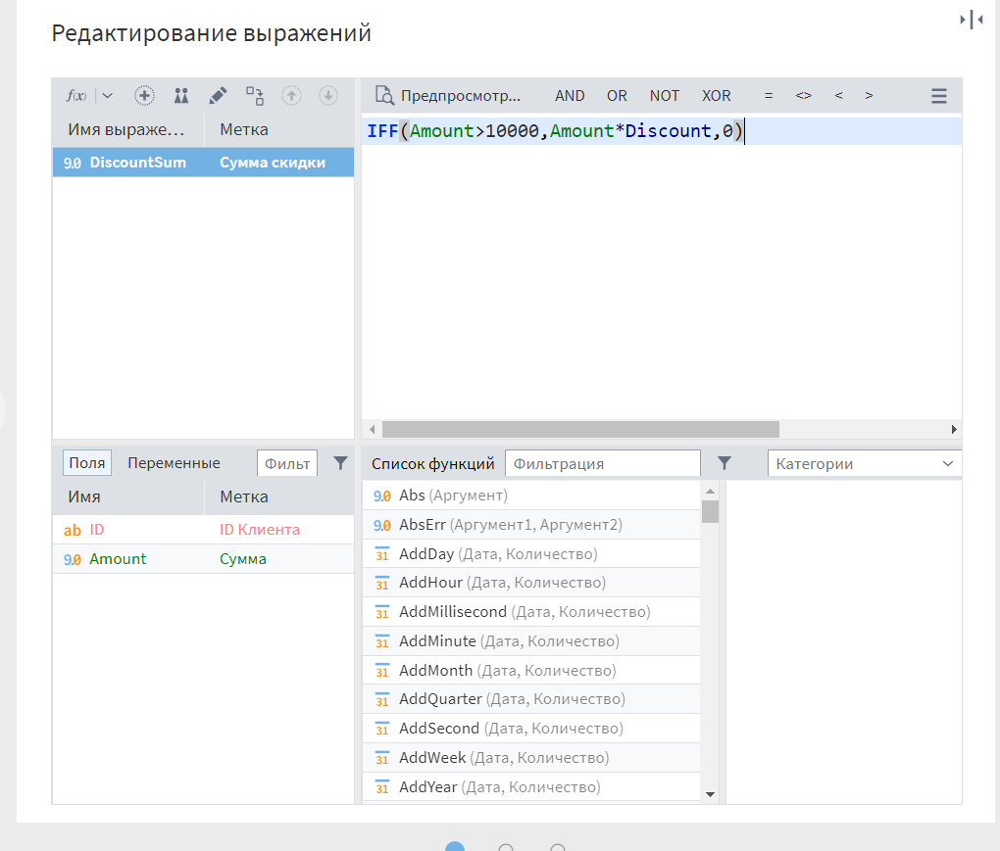 Редактирование выражений
f(x)
Предпросмотр... AND OR NOT XOR = <> < >
Имя выраже... Метка
IFF(Amount>10000,Amount*Discount,0)
9.0 DiscountSum Сумма скидки
Поля Переменные Фильт
Список функций Фильтрация Категории
Имя Метка
ab ID ID Клиента
9.0 Amount Сумма
9.0 Abs (Аргумент)
9.0 AbsErr (Аргумент1, Аргумент2)
31 AddDay (Дата, Количество)
31 AddHour (Дата, Количество)
31 AddMillisecond (Дата, Количество)
31 AddMinute (Дата, Количество)
31 AddMonth (Дата, Количество)
31 AddQuarter (Дата, Количество)
31 AddSecond (Дата, Количество)
31 AddWeek (Дата, Количество)
31 AddYear (Дата, Количество)